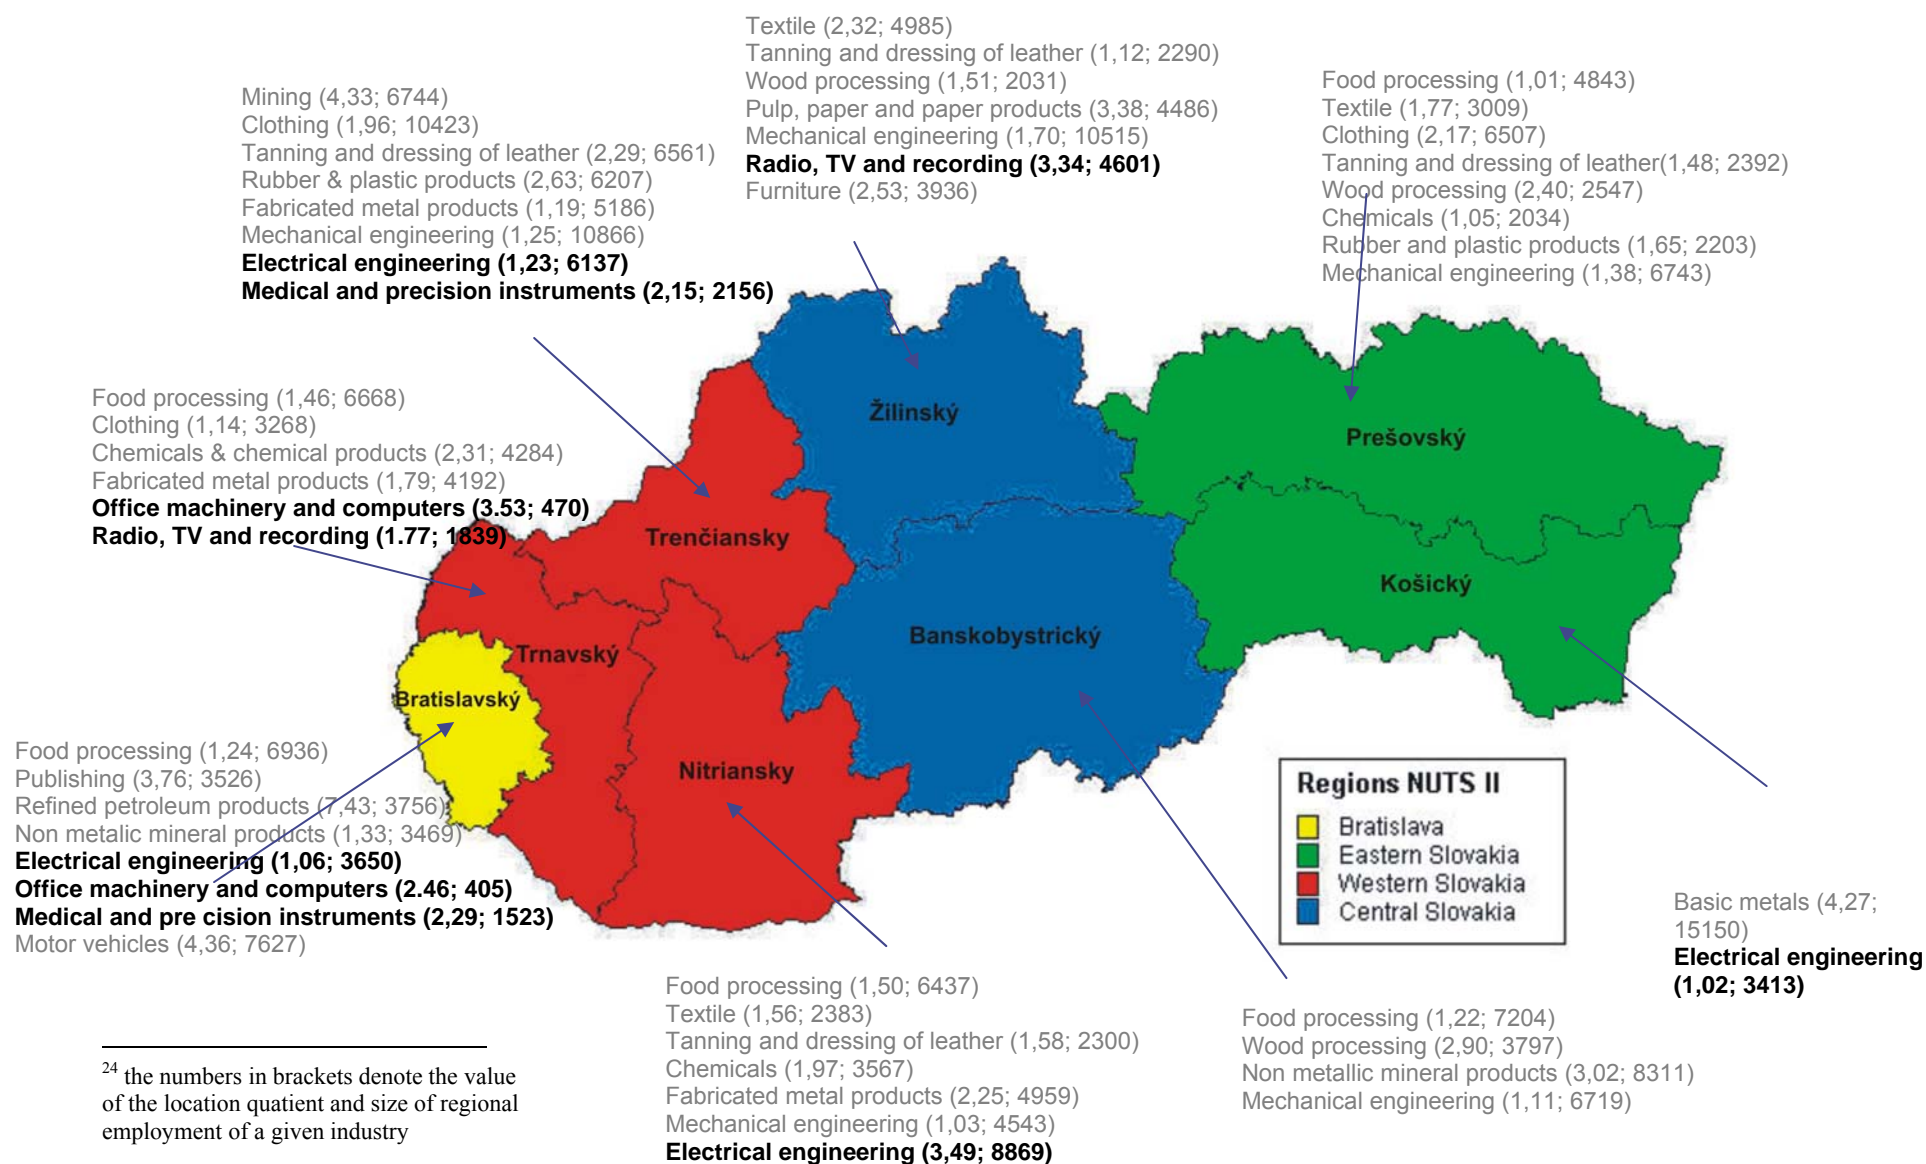 Textile (2,32; 4985)
Tanning and dressing of leather (1,12; 2290)
Wood processing (1,51; 2031)
Pulp, paper and paper products (3,38; 4486)
Mechanical engineering (1,70; 10515)
Radio, TV and recording (3,34; 4601)
Furniture (2,53; 3936)
Food processing (1,01; 4843)
Textile (1,77; 3009)
Clothing (2,17; 6507)
Tanning and dressing of leather(1,48; 2392)
Wood processing (2,40; 2547)
Chemicals (1,05; 2034)
Rubber and plastic products (1,65; 2203)
Mechanical engineering (1,38; 6743)
Mining (4,33; 6744)
Clothing (1,96; 10423)
Tanning and dressing of leather (2,29; 6561)
Rubber & plastic products (2,63; 6207)
Fabricated metal products (1,19; 5186)
Mechanical engineering (1,25; 10866)
Electrical engineering (1,23; 6137)
Medical and precision instruments (2,15; 2156)
Food processing (1,46; 6668)
Clothing (1,14; 3268)
Chemicals & chemical products (2,31; 4284)
Fabricated metal products (1,79; 4192)
Office machinery and computers (3.53; 470)
Radio, TV and recording (1.77; 1839)
Žilinský
Prešovský
Trenčiansky
Košický
Banskobystrický
Trnavský
Bratislavský
Nitriansky
Food processing (1,24; 6936)
Publishing (3,76; 3526)
Refined petroleum products (7,43; 3756)
Non metalic mineral products (1,33; 3469)
Electrical engineering (1,06; 3650)
Office machinery and computers (2.46; 405)
Medical and pre cision instruments (2,29; 1523)
Motor vehicles (4,36; 7627)
Regions NUTS II
Bratislava
Eastern Slovakia
Western Slovakia
Central Slovakia
Basic metals (4,27;
15150)
Electrical engineering
(1,02; 3413)
Food processing (1,50; 6437)
Textile (1,56; 2383)
Tanning and dressing of leather (1,58; 2300)
Chemicals (1,97; 3567)
Fabricated metal products (2,25; 4959)
Mechanical engineering (1,03; 4543)
Electrical engineering (3,49; 8869)
Food processing (1,22; 7204)
Wood processing (2,90; 3797)
Non metallic mineral products (3,02; 8311)
Mechanical engineering (1,11; 6719)
24 the numbers in brackets denote the value
of the location quatient and size of regional
employment of a given industry